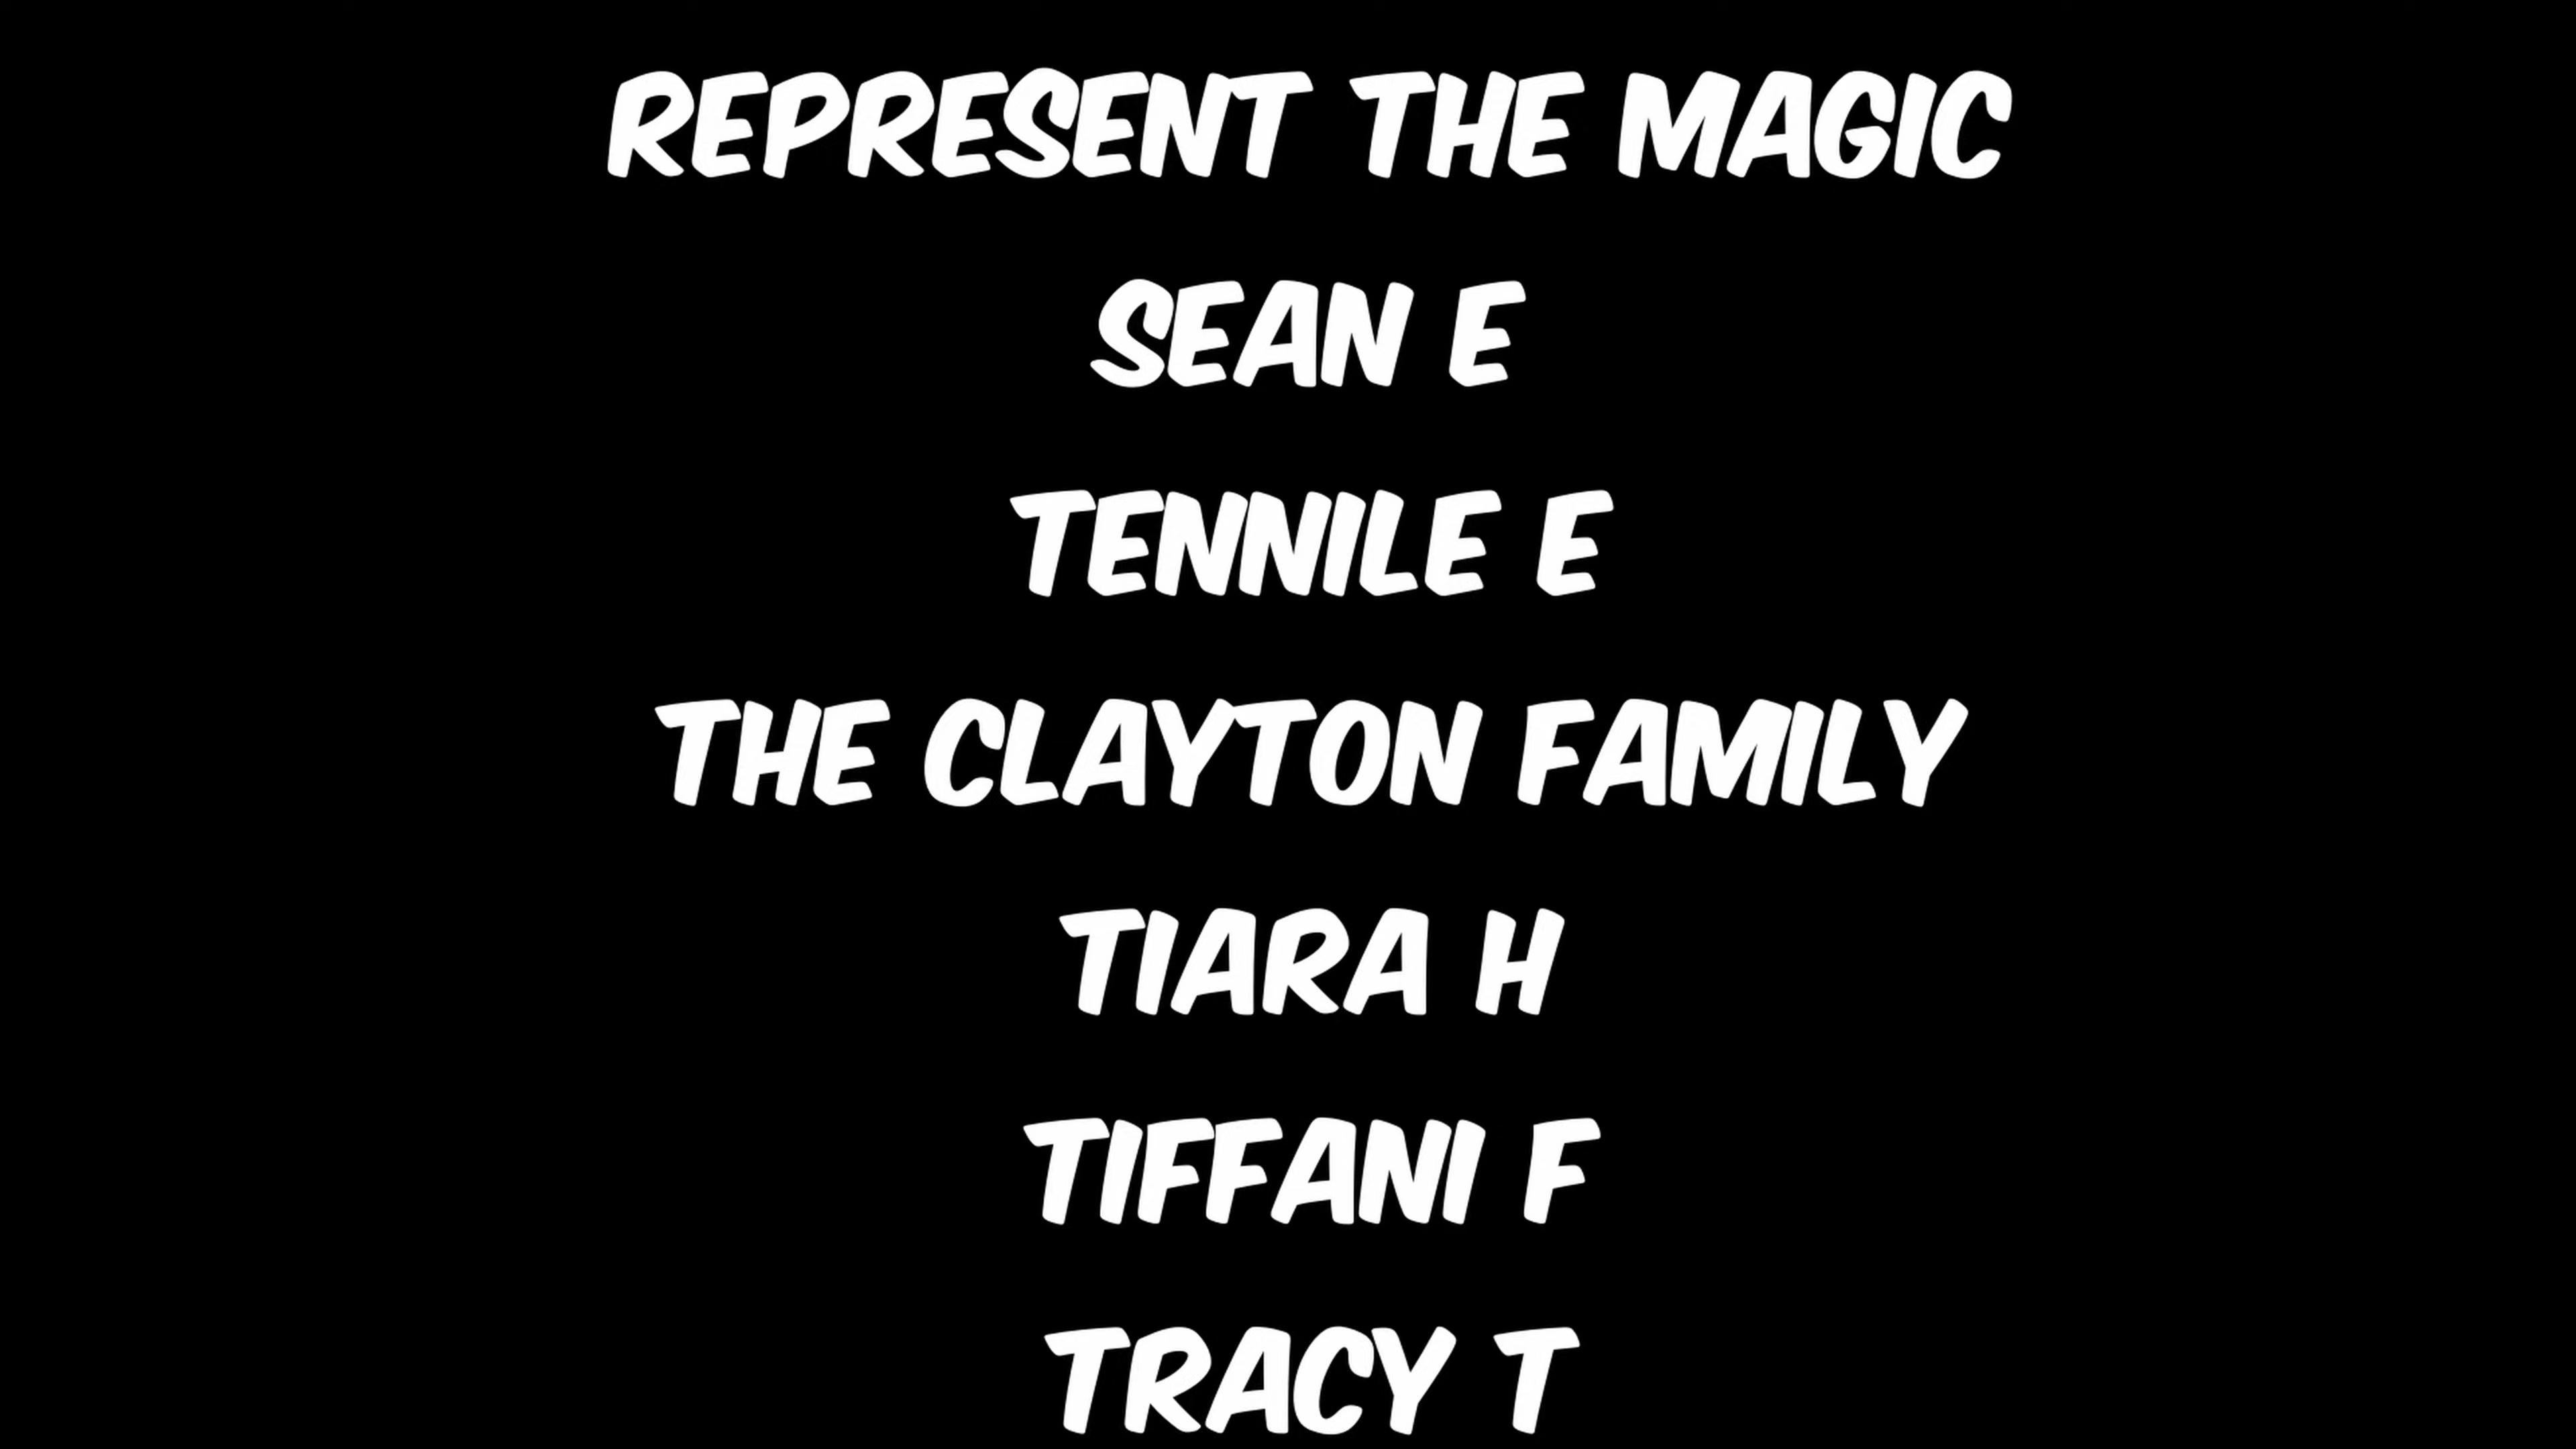 REPRESENT THE MAGIC
SEAN E
TENNILE E
THE CLAYTON FAMILY
TIARA H
TIFFANI F
TRACY T